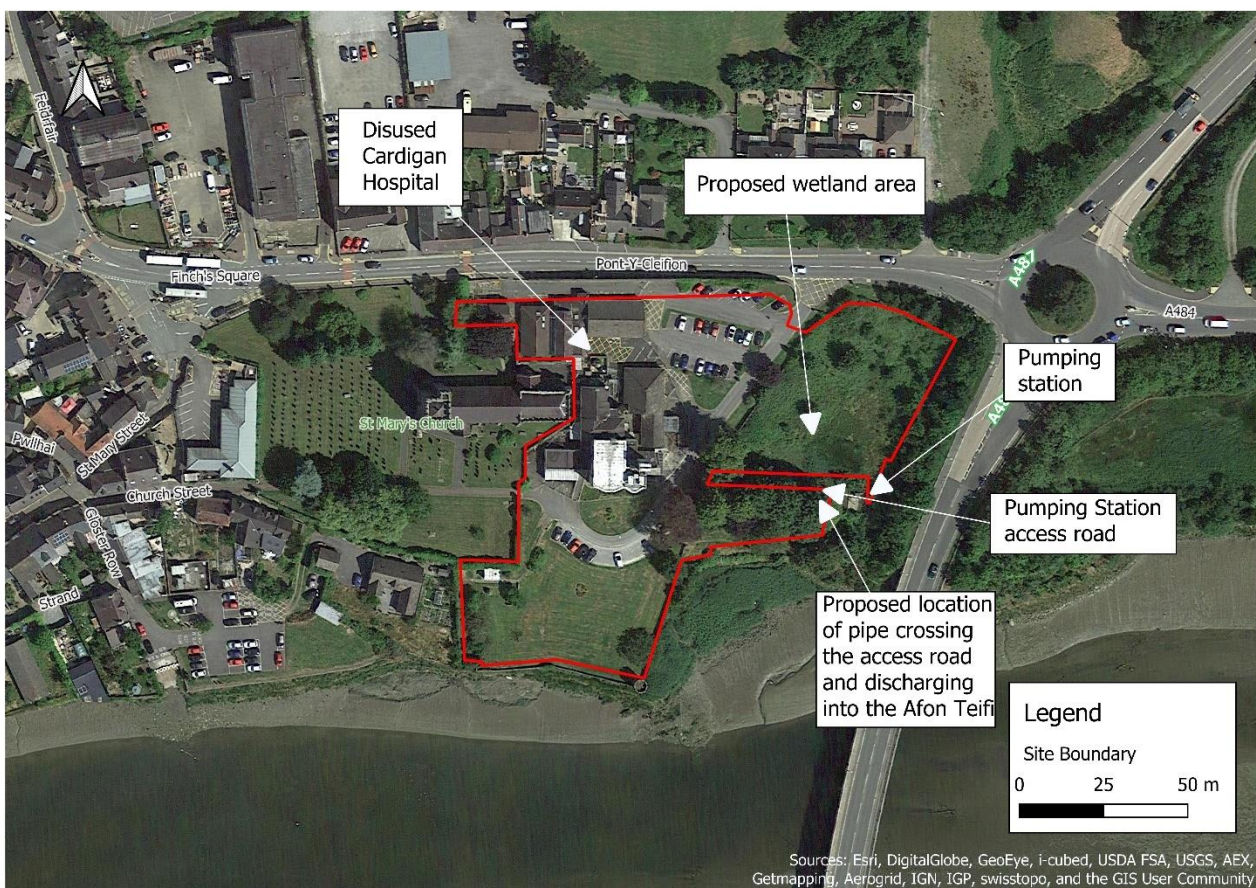 Feidrfair
Disused
Cardigan
Hospital
Proposed wetland area
Finch's Square
Pont-Y-Cleifion
A487
A484
St Mary's Church
Pwllhai
St Mary Street
Church Street
Gloster Row
Strand
Pumping
station
Pumping Station
access road
Proposed location
of pipe crossing
the access road
and discharging
into the Afon Teifi
Legend
Site Boundary
0 25 50 m
Sources: Esri, DigitalGlobe, GeoEye, i-cubed, USDA FSA, USGS, AEX,
Getmapping, Aerogrid, IGN, IGP, swisstopo, and the GIS User Community